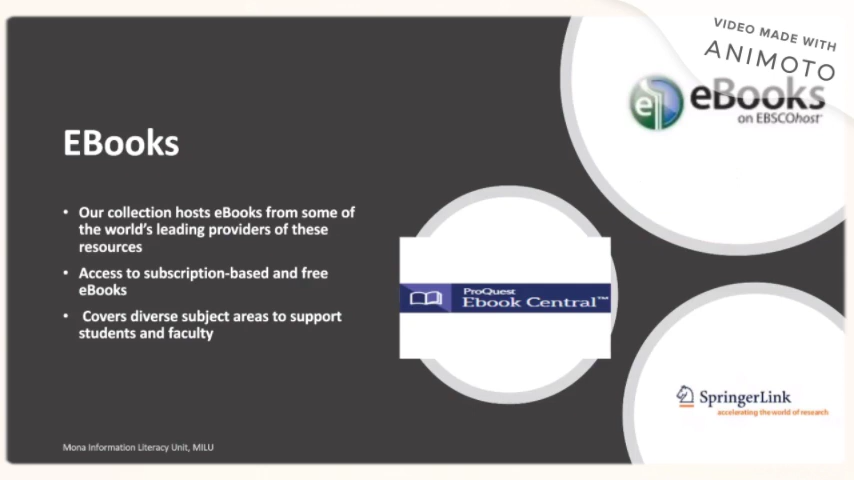 VIDEO MADE WITH
ANIMOTO
eBooks
on EBSCOhost
EBooks
• Our collection hosts eBooks from some of
the world's leading providers of these
resources
• Access to subscription-based and free
eBooks
• Covers diverse subject areas to support
students and faculty
ProQuest
Ebook Central™
SpringerLink
accelerating the world of research
Mona Information Literacy Unit, MILU